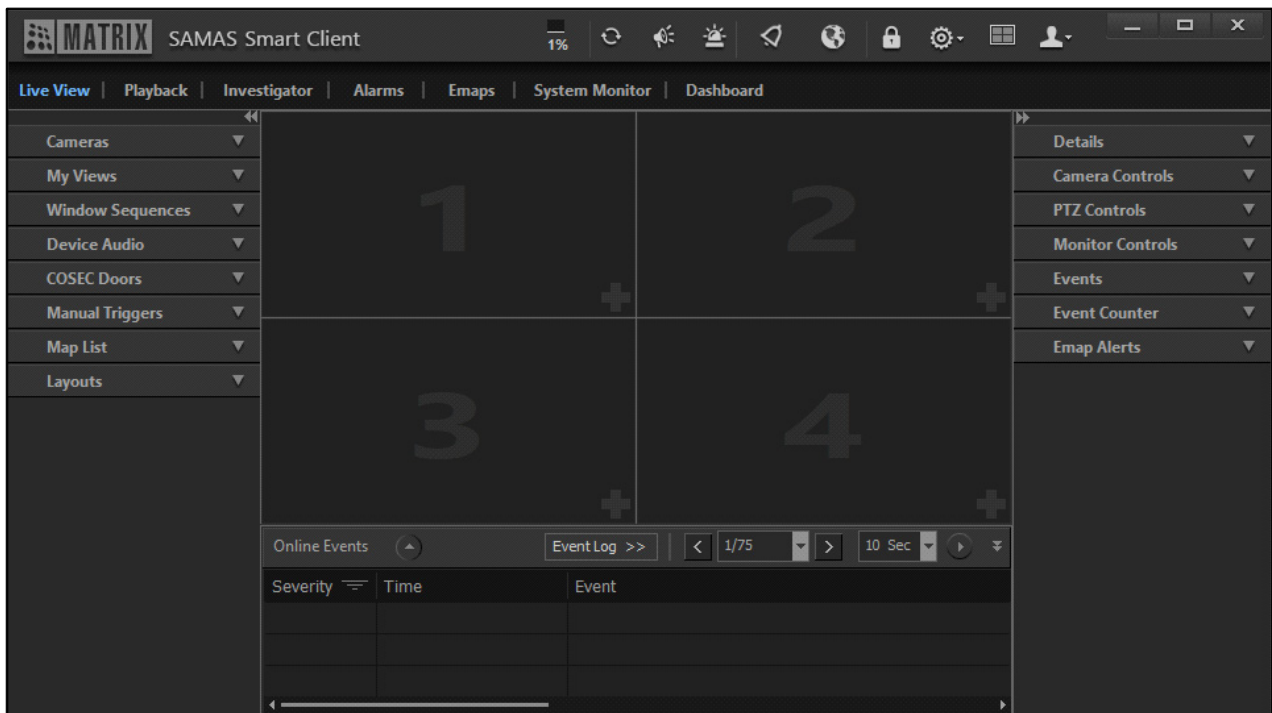 MATRIX SAMAS Smart Client 1%
Live View | Playback | Investigator | Alarms | Emaps | System Monitor | Dashboard
Cameras
My Views
Window Sequences
Device Audio
COSEC Doors
Manual Triggers
Map List
Layouts
1
2
3
4
Online Events Event Log >> < 1/75 > 10 Sec
Severity Time Event
Details
Camera Controls
PTZ Controls
Monitor Controls
Events
Event Counter
Emap Alerts